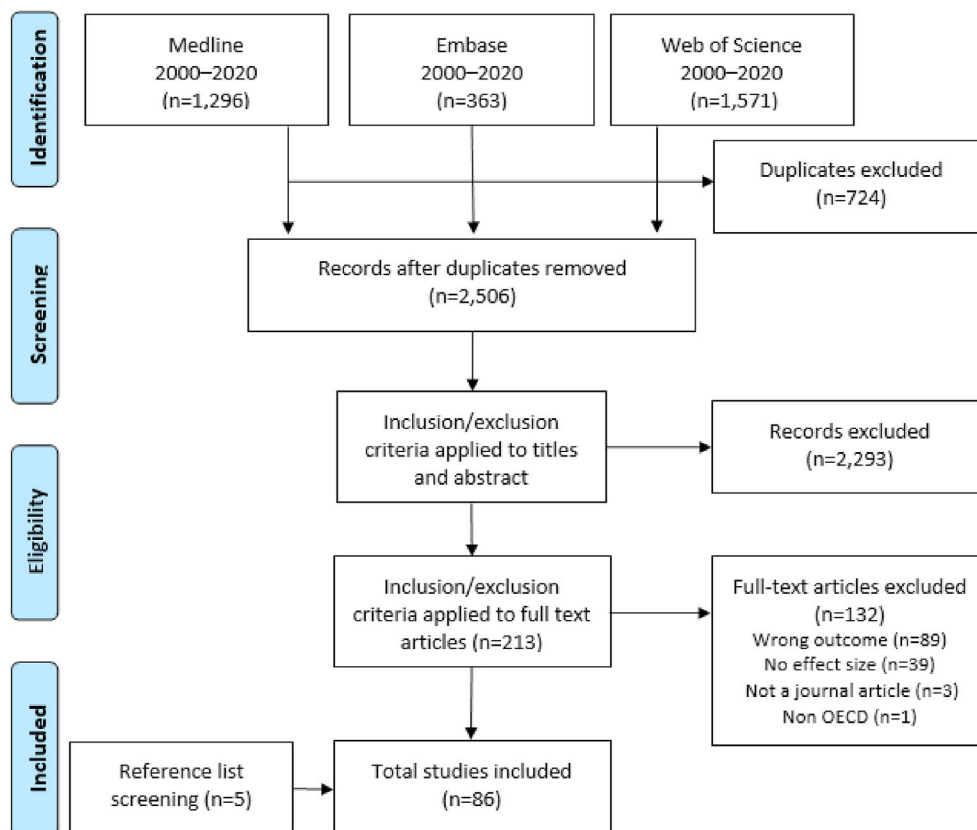 Identification
Medline
2000–2020
(n=1,296)
Embase
2000–2020
(n=363)
Web of Science
2000–2020
(n=1,571)
Duplicates excluded
(n=724)
Screening
Records after duplicates removed
(n=2,506)
Inclusion/exclusion
criteria applied to titles
and abstract
Records excluded
(n=2,293)
Eligibility
Inclusion/exclusion
criteria applied to full text
articles (n=213)
Full-text articles excluded
(n=132)
Wrong outcome (n=89)
No effect size (n=39)
Not a journal article (n=3)
Non OECD (n=1)
Included
Reference list
screening (n=5)
Total studies included
(n=86)